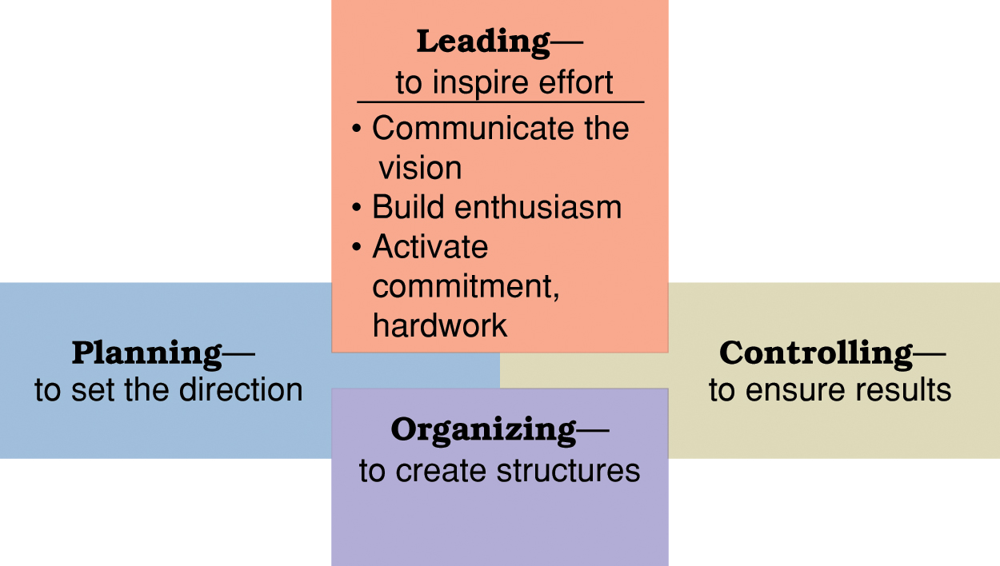 Leading—
to inspire effort
• Communicate the
vision
• Build enthusiasm
• Activate
commitment,
hardwork
Planning—
to set the direction
Controlling—
to ensure results
Organizing—
to create structures